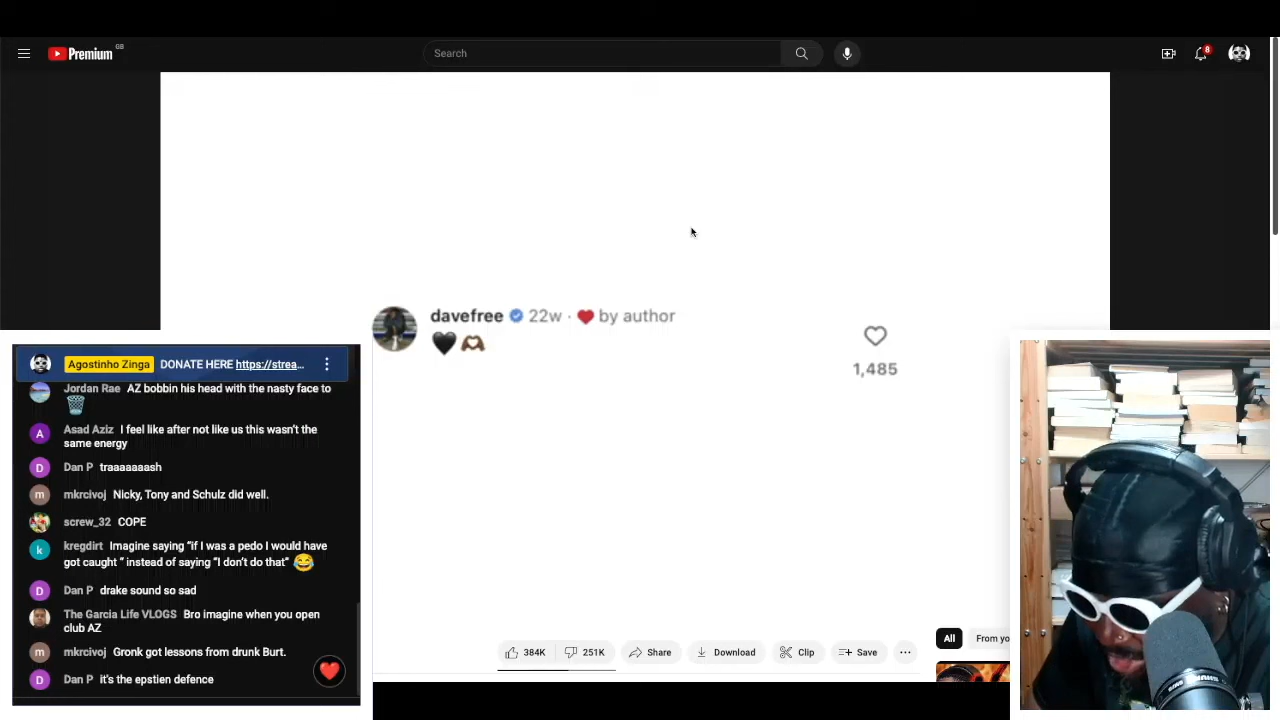 Premium GB
Search
8
davefree 22w · ❤️ by author
🖤🫶🏾
1,485
384K
251K
Share
Download
Clip
Save
All
From yo
Agostinho Zinga DONATE HERE https://strea...
Jordan Rae AZ bobbin his head with the nasty face to
🗑️
Asad Aziz I feel like after not like us this wasn't the
same energy
Dan P traaaaaaash
mkrcivoj Nicky, Tony and Schulz did well.
screw_32 COPE
kregdirt Imagine saying "if I was a pedo I would have
got caught " instead of saying "I don't do that" 😂
Dan P drake sound so sad
The Garcia Life VLOGS Bro imagine when you open
club AZ
mkrcivoj Gronk got lessons from drunk Burt.
Dan P it's the epstien defence